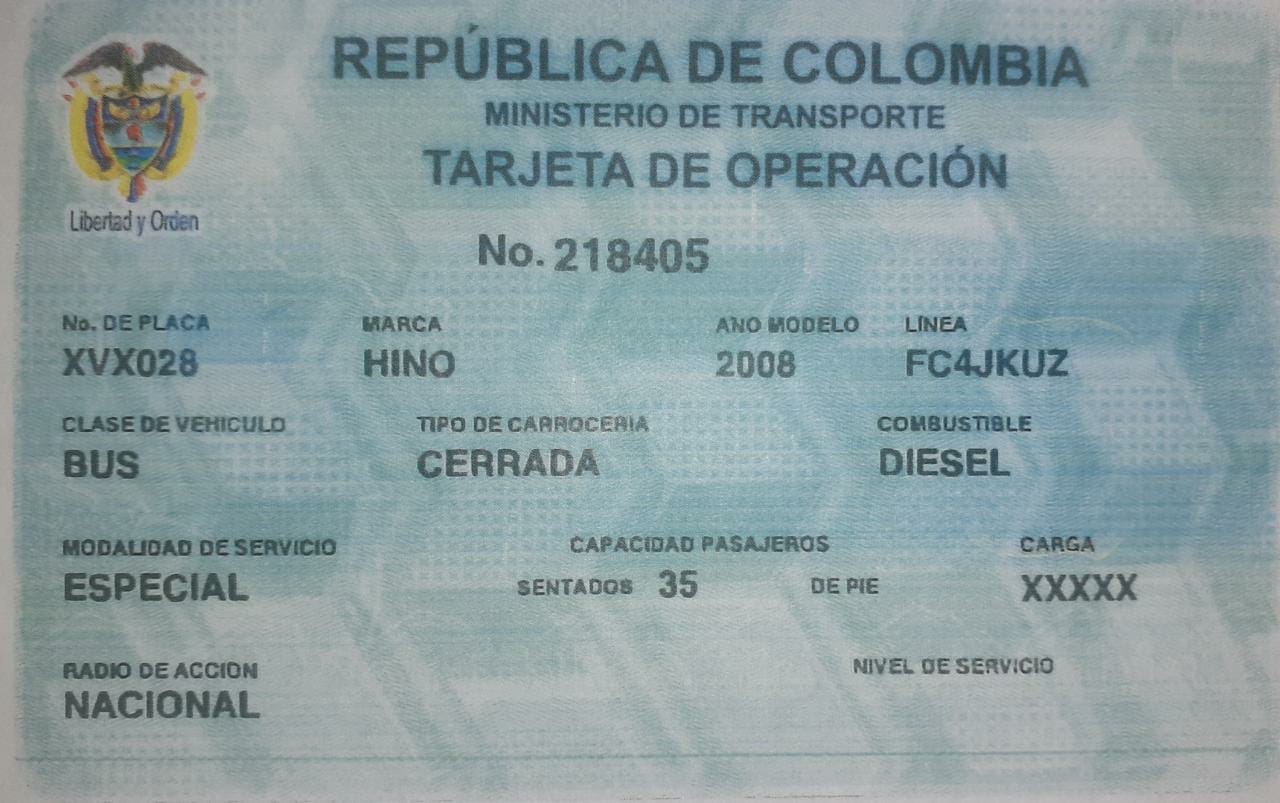 REPÚBLICA DE COLOMBIA
MINISTERIO DE TRANSPORTE
TARJETA DE OPERACIÓN
Libertad y Orden
No. 218405
No. DE PLACA MARCA AÑO MODELO LÍNEA
XVX028 HINO 2008 FC4JKUZ
CLASE DE VEHICULO TIPO DE CARROCERIA COMBUSTIBLE
BUS CERRADA DIESEL
MODALIDAD DE SERVICIO CAPACIDAD PASAJEROS CARGA
ESPECIAL SENTADOS 35 DE PIE XXXXX
RADIO DE ACCION NIVEL DE SERVICIO
NACIONAL